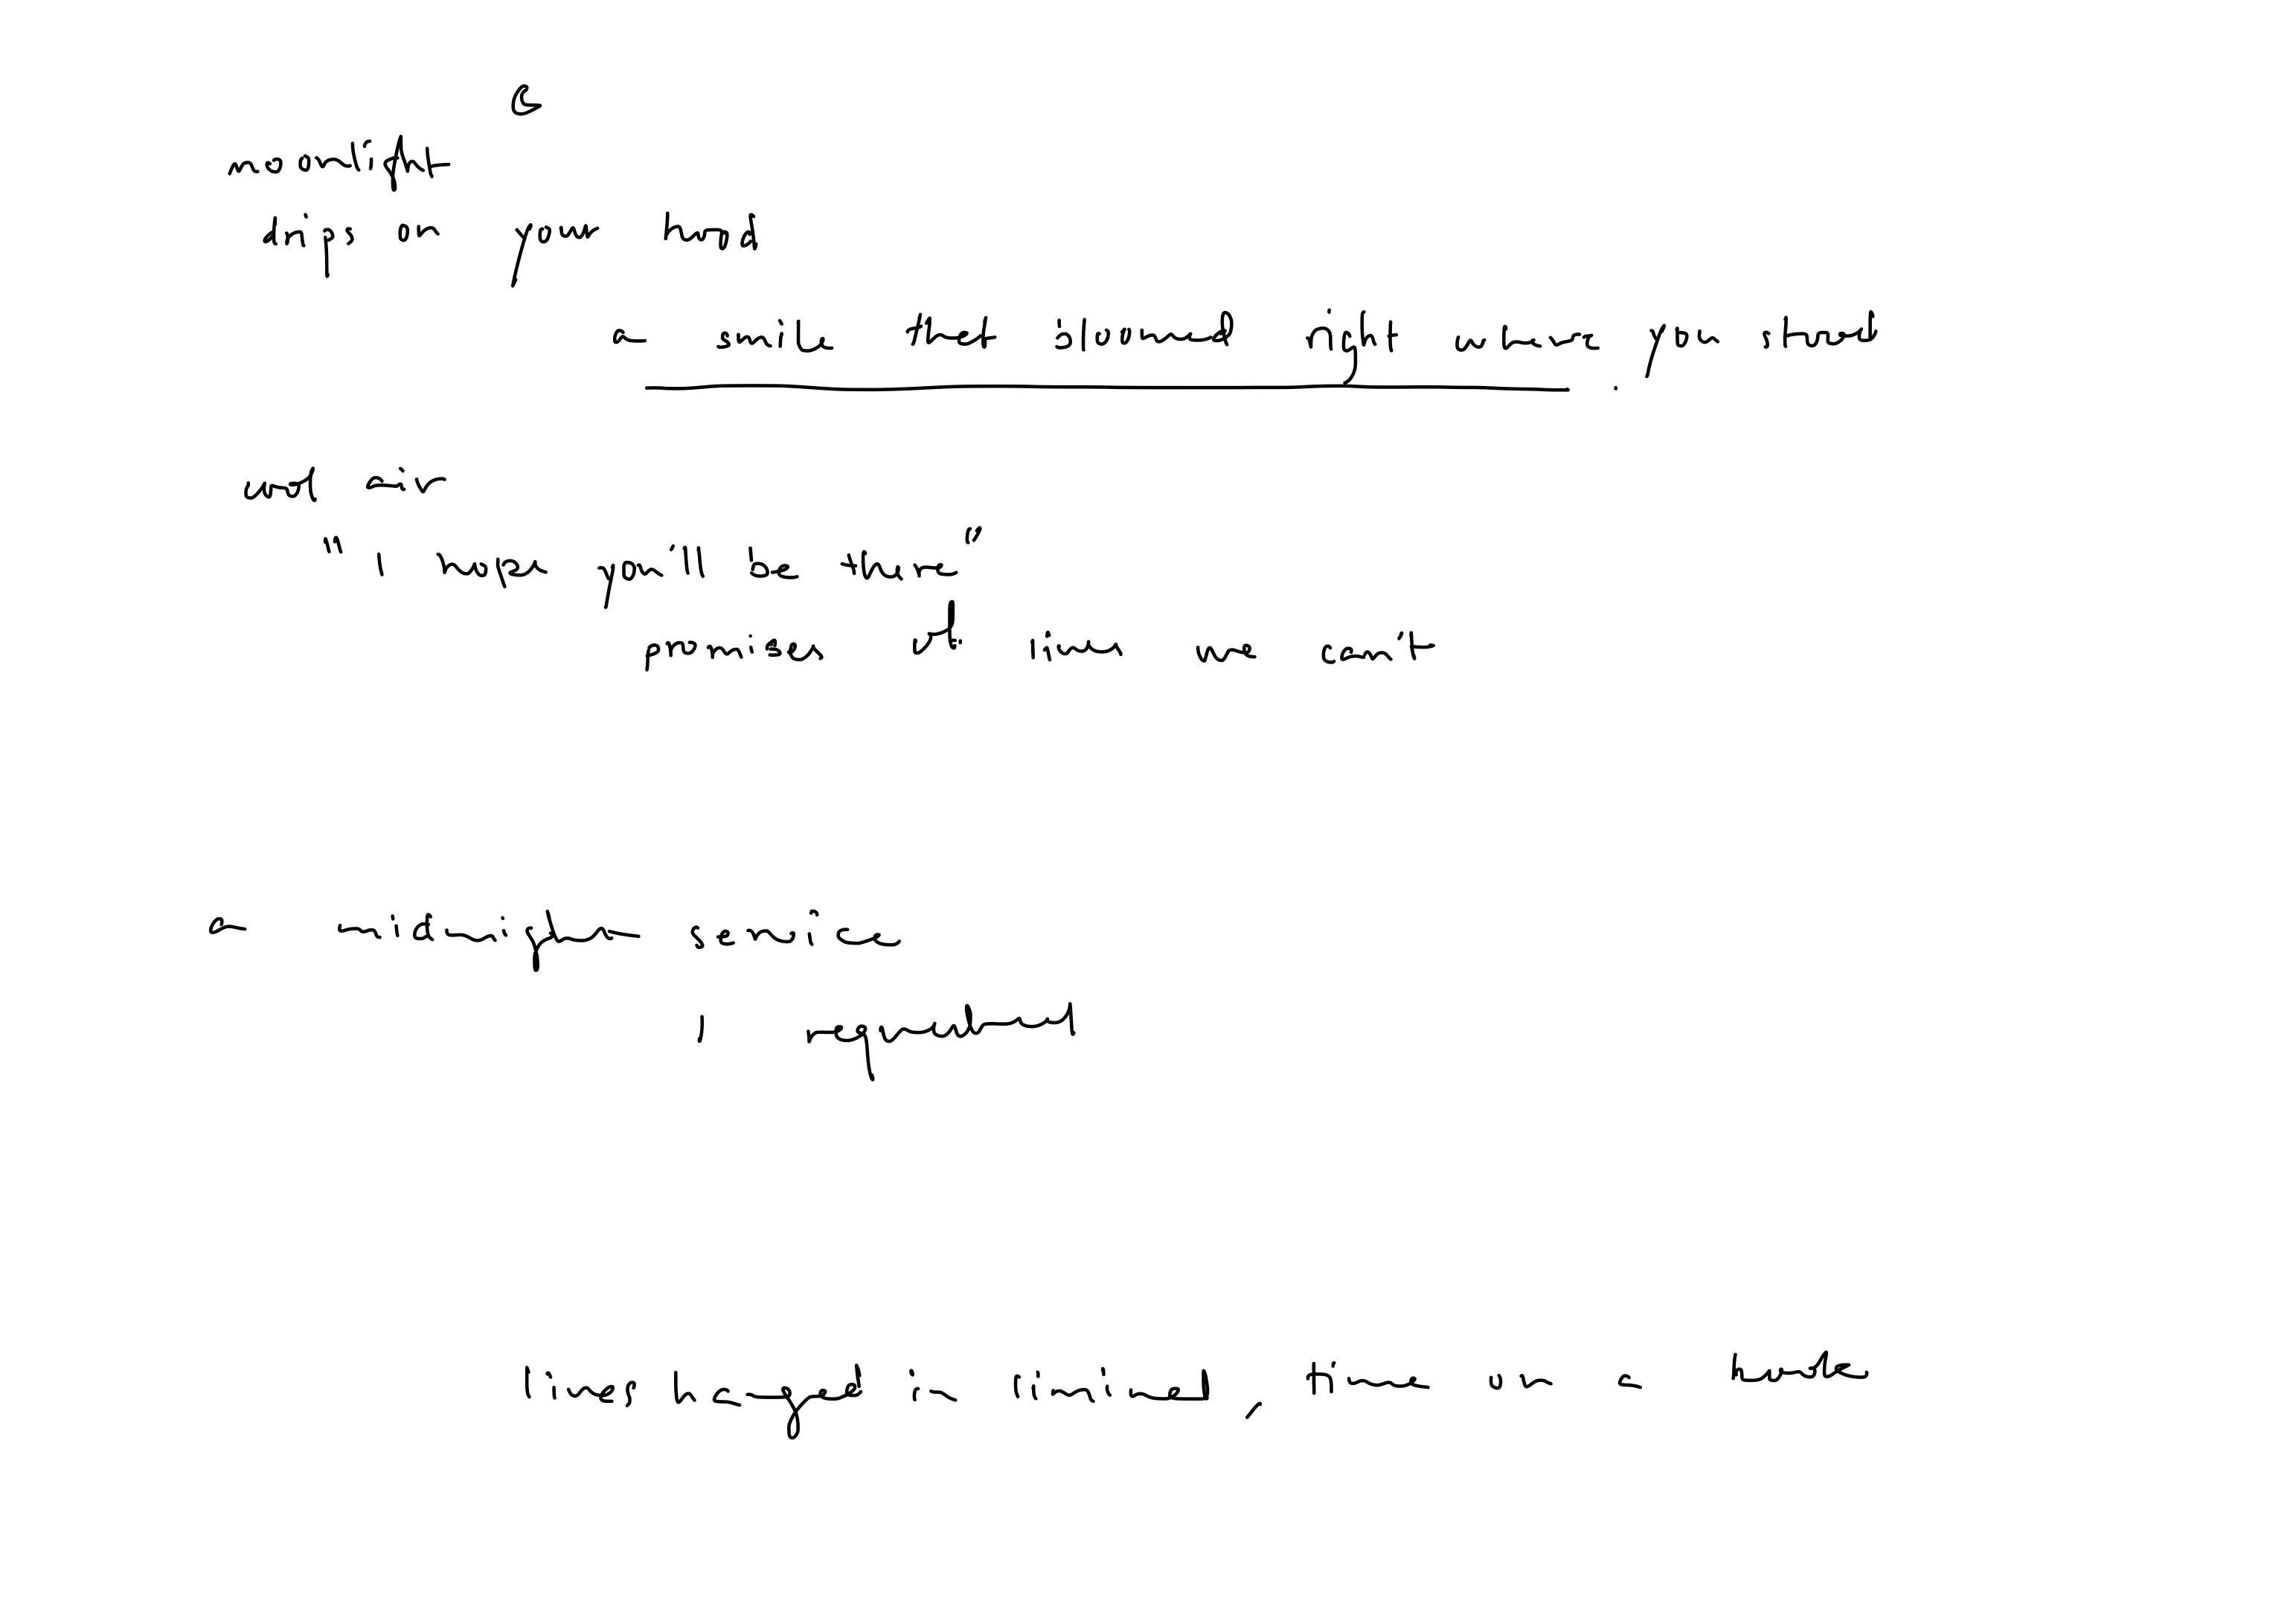 moonlight
drips on your hood
a smile that bloomed right where you stood
cool air
"I hope you'll be there"
promises of lives we can't
a midnight service
I requested
lives hanged in liminal, time on a